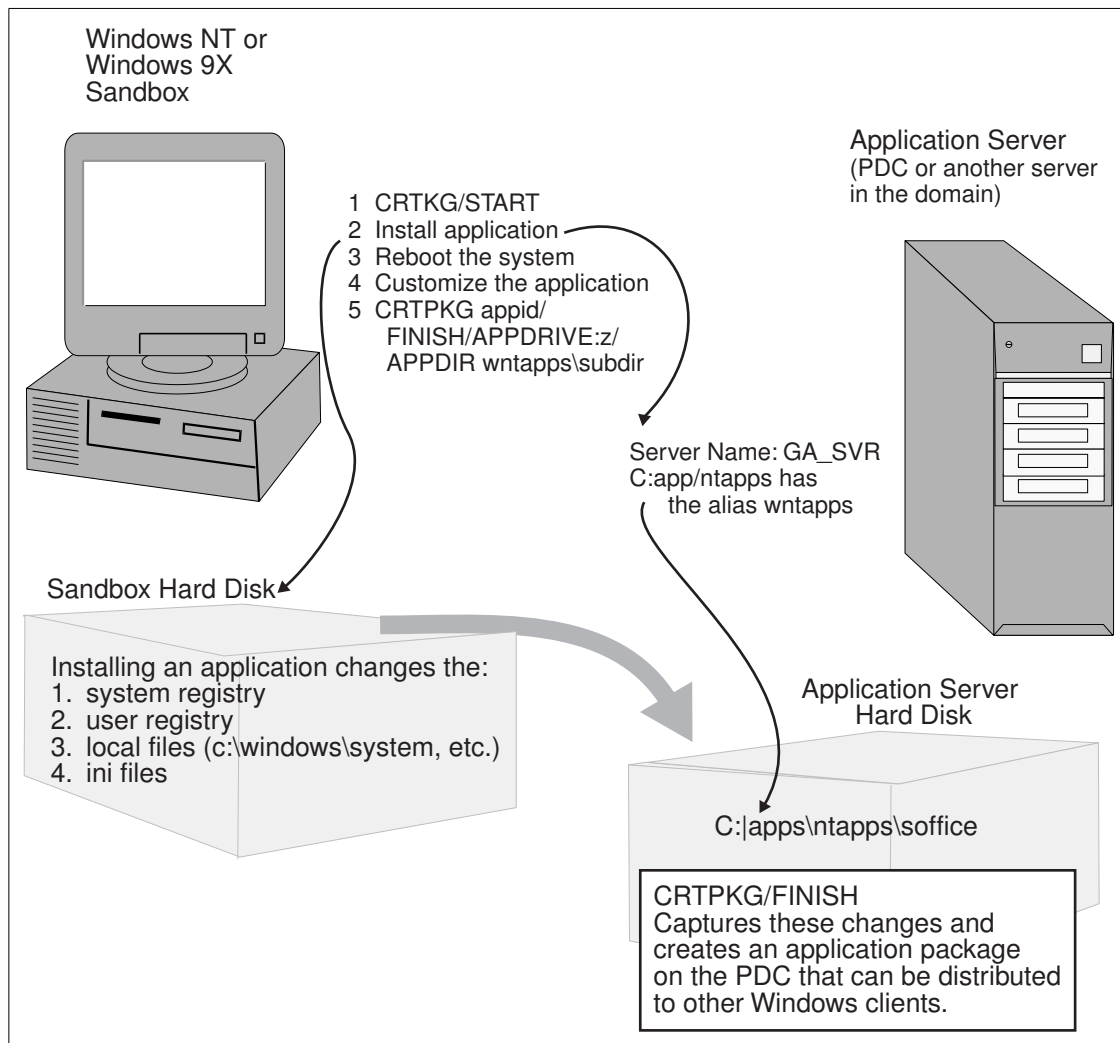 Windows NT or
Windows 9X
Sandbox
Application Server
(PDC or another server
in the domain)
1 CRTKG/START
2 Install application
3 Reboot the system
4 Customize the application
5 CRTPKG appid/
FINISH/APPDRIVE:z/
APPDIR wntapps\subdir
Server Name: GA_SVR
C:app/ntapps has
the alias wntapps
Sandbox Hard Disk
Installing an application changes the:
1. system registry
2. user registry
3. local files (c:\windows\system, etc.)
4. ini files
Application Server
Hard Disk
C:|apps\ntapps\soffice
CRTPKG/FINISH
Captures these changes and
creates an application package
on the PDC that can be distributed
to other Windows clients.